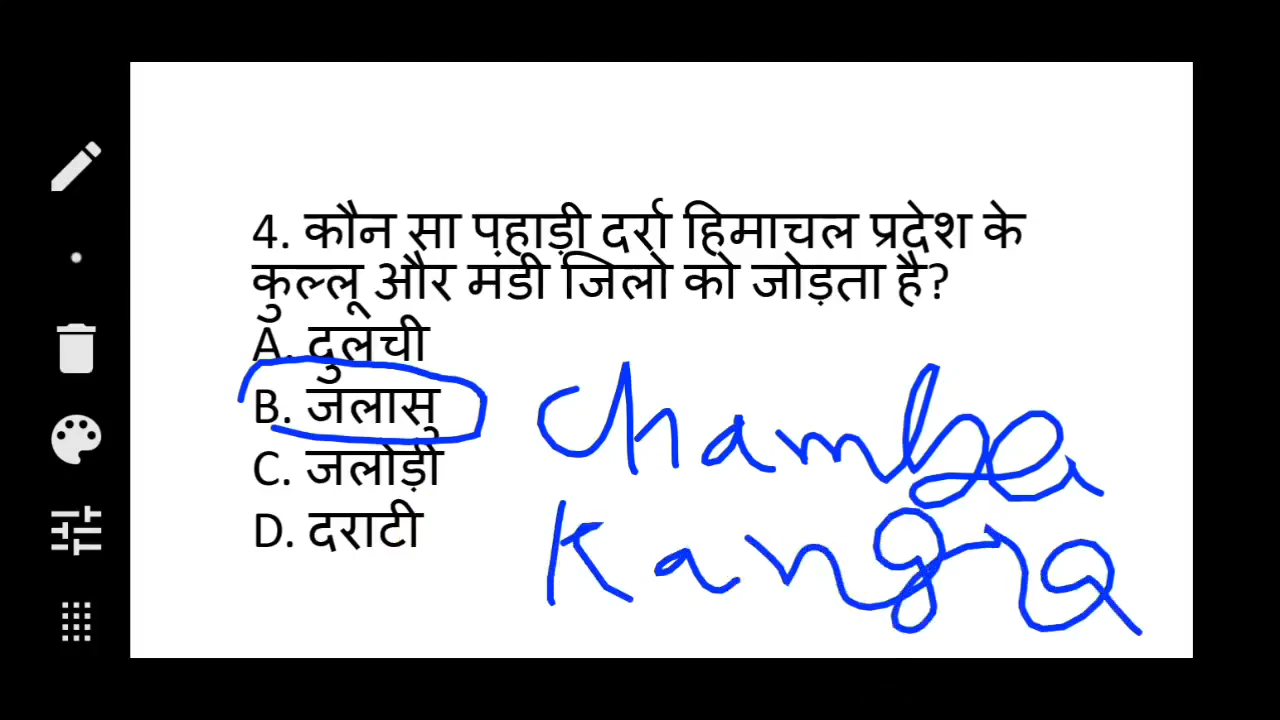 4. कौन सा पहाड़ी दर्रा हिमाचल प्रदेश के
कुल्लू और मंडी जिलो को जोड़ता है?
A. दुलची
B. जलासु
C. जलोड़ी
D. दराटी
Chamba
Kangra